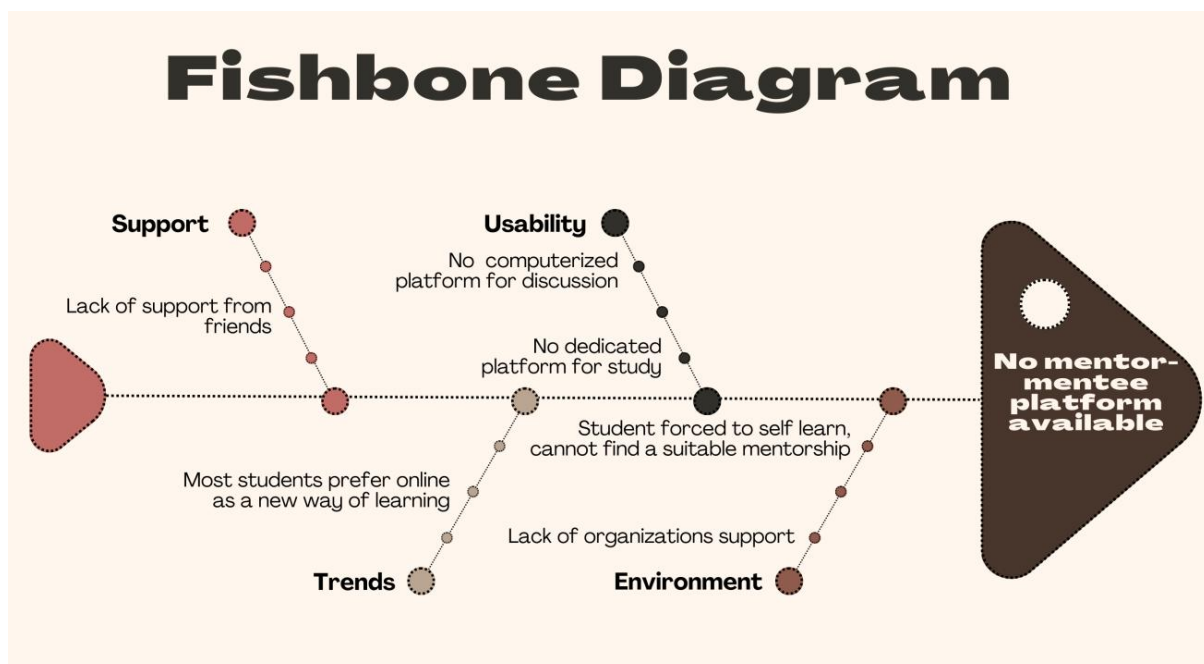 Fishbone Diagram
Support
Lack of support from
friends
Usability
No computerized
platform for discussion
No dedicated
platform for study
Most students prefer online
as a new way of learning
Trends
Student forced to self learn,
cannot find a suitable mentorship
Lack of organizations support
Environment
No mentor-
mentee
platform
available